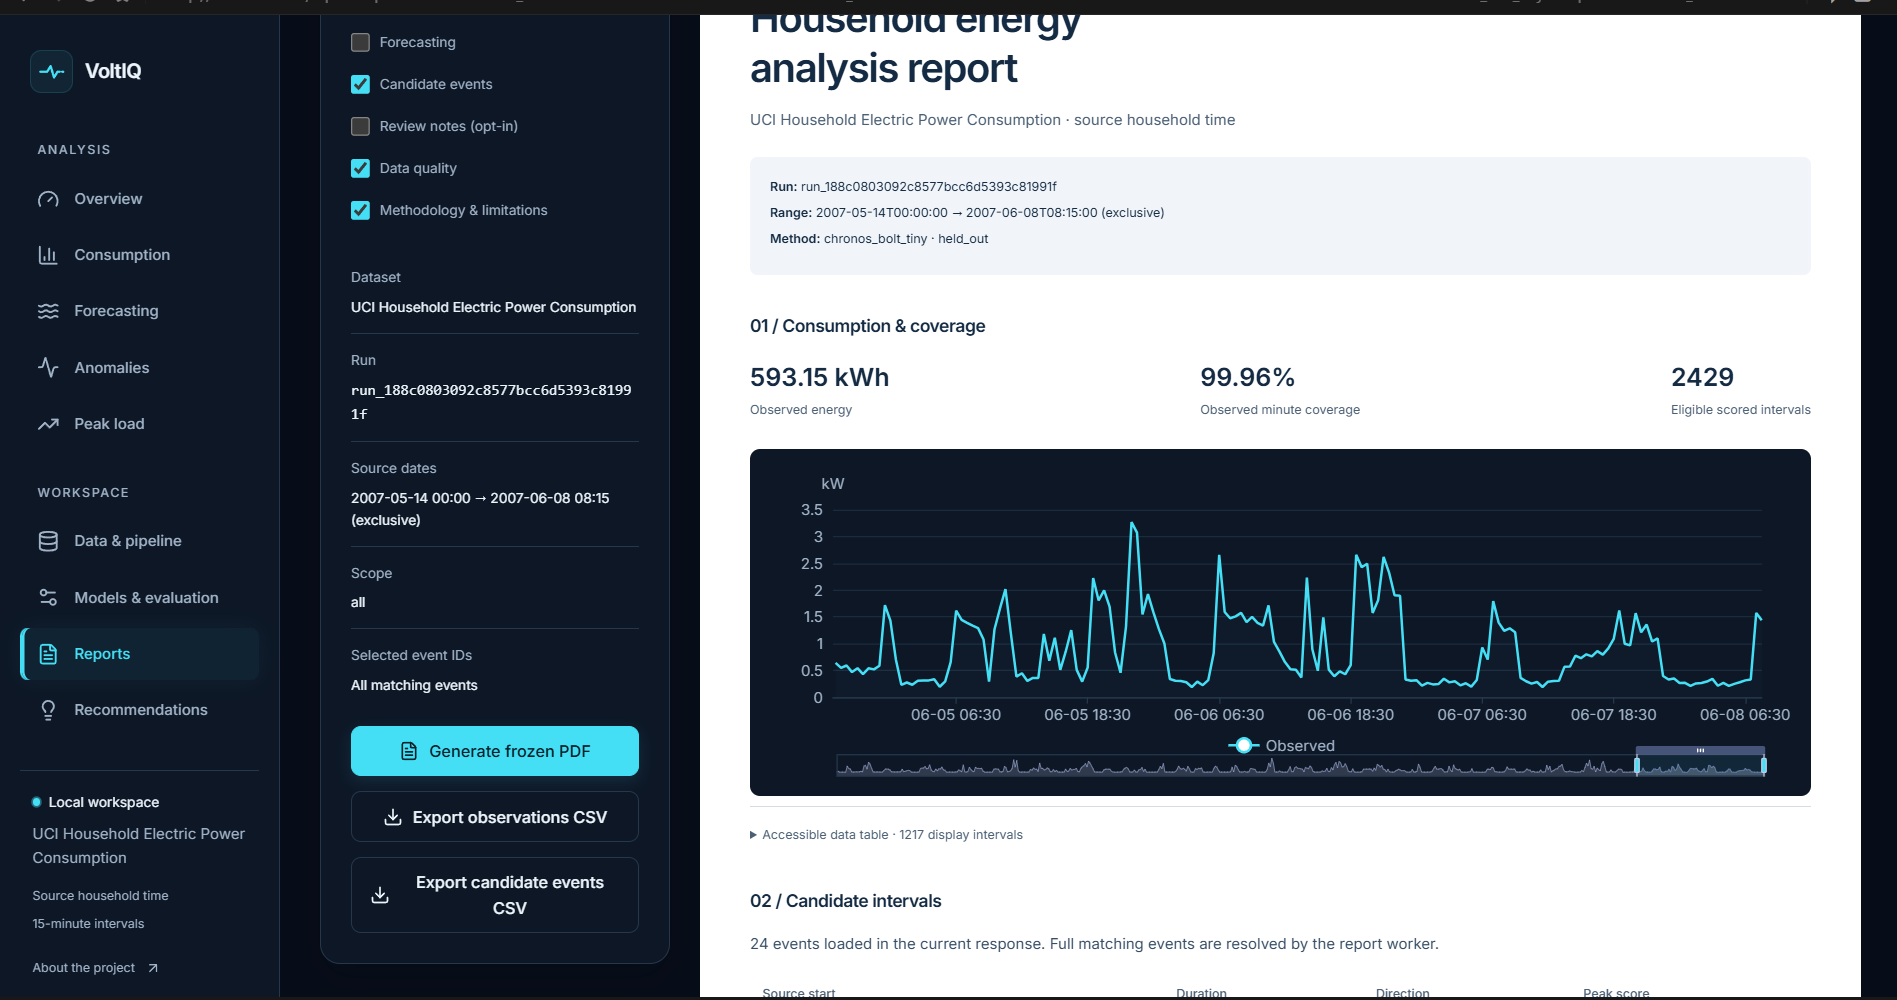 VoltIQ
ANALYSIS
Overview
Consumption
Forecasting
Anomalies
Peak load
WORKSPACE
Data & pipeline
Models & evaluation
Reports
Recommendations
Local workspace
UCI Household Electric Power
Consumption
Source household time
15-minute intervals
About the project
Forecasting
Candidate events
Review notes (opt-in)
Data quality
Methodology & limitations
Dataset
UCI Household Electric Power Consumption
Run
run_188c0803092c8577bcc6d5393c8199
1f
Source dates
2007-05-14 00:00 → 2007-06-08 08:15
(exclusive)
Scope
all
Selected event IDs
All matching events
Generate frozen PDF
Export observations CSV
Export candidate events
CSV
Household energy
analysis report
UCI Household Electric Power Consumption · source household time
Run: run_188c0803092c8577bcc6d5393c81991f
Range: 2007-05-14T00:00:00 → 2007-06-08T08:15:00 (exclusive)
Method: chronos_bolt_tiny · held_out
01 / Consumption & coverage
593.15 kWh
Observed energy
99.96%
Observed minute coverage
2429
Eligible scored intervals
kW
3.5
3
2.5
2
1.5
1
0.5
0
06-05 06:30 06-05 18:30 06-06 06:30 06-06 18:30 06-07 06:30 06-07 18:30 06-08 06:30
Observed
Accessible data table · 1217 display intervals
02 / Candidate intervals
24 events loaded in the current response. Full matching events are resolved by the report worker.
Source start Duration Direction Peak score